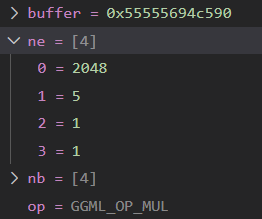 buffer = 0x55555694c590
ne = [4]
0 = 2048
1 = 5
2 = 1
3 = 1
nb = [4]
op = GGML_OP_MUL